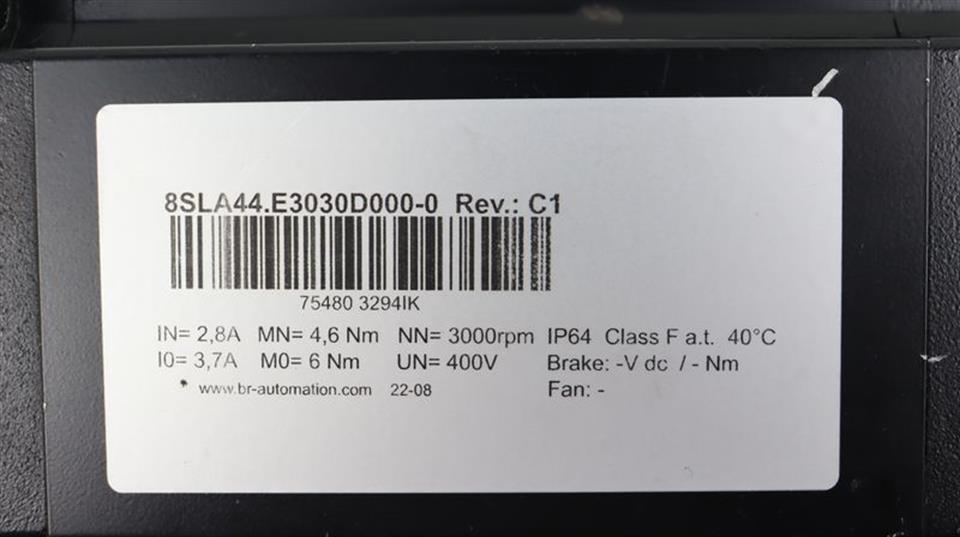 8SLA44.E3030D000-0 Rev.: C1
75480 3294IK
IN= 2,8A MN= 4,6 Nm NN= 3000rpm IP64 Class F a.t. 40°C
I0= 3,7A M0= 6 Nm UN= 400V Brake: -V dc / - Nm
www.br-automation.com 22-08 Fan: -